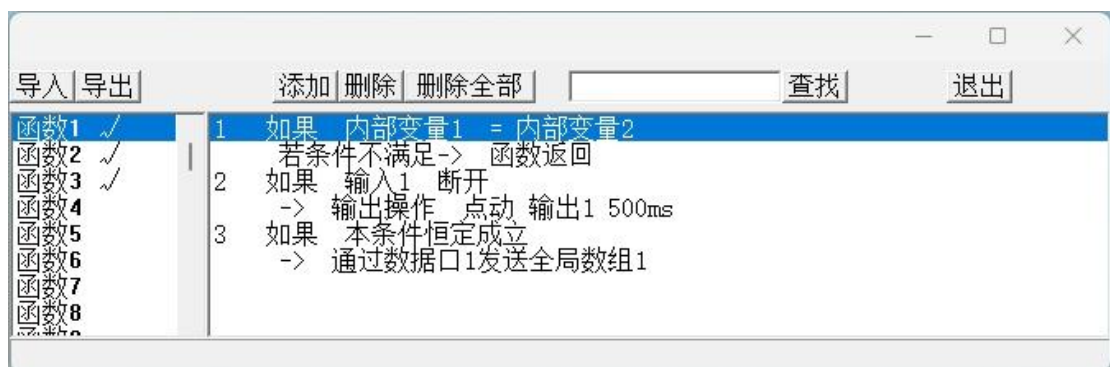 导入 导出 添加 删除 删除全部 查找 退出
函数1 √
函数2 √
函数3 √
函数4
函数5
函数6
函数7
函数8
1 如果 内部变量1 = 内部变量2
若条件不满足-> 函数返回
2 如果 输入1 断开
-> 输出操作 点动 输出1 500ms
3 如果 本条件恒定成立
-> 通过数据口1发送全局数组1